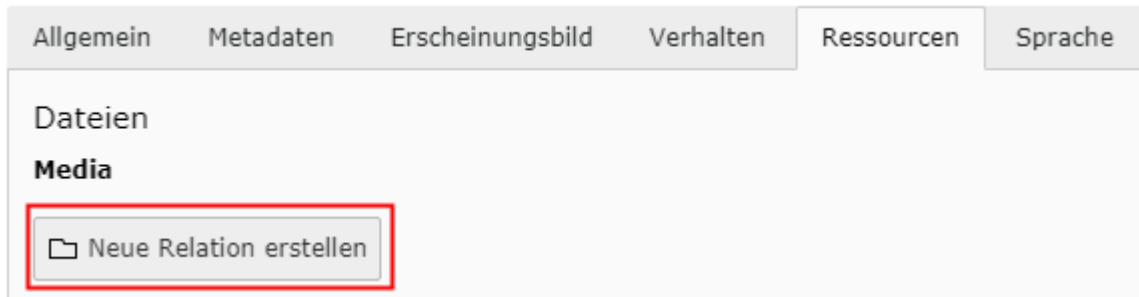 Allgemein Metadaten Erscheinungsbild Verhalten Ressourcen Sprache
Dateien
Media
Neue Relation erstellen